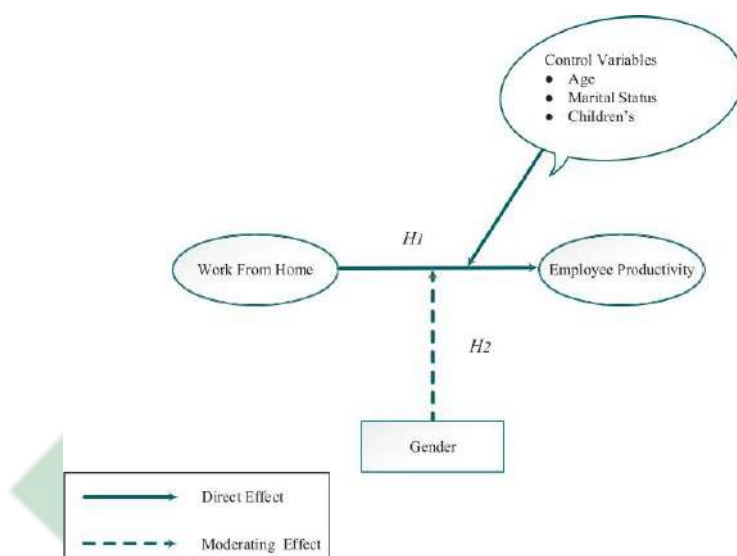 Control Variables
● Age
● Marital Status
● Children's
H1
Work From Home
Employee Productivity
H2
Gender
Direct Effect
Moderating Effect